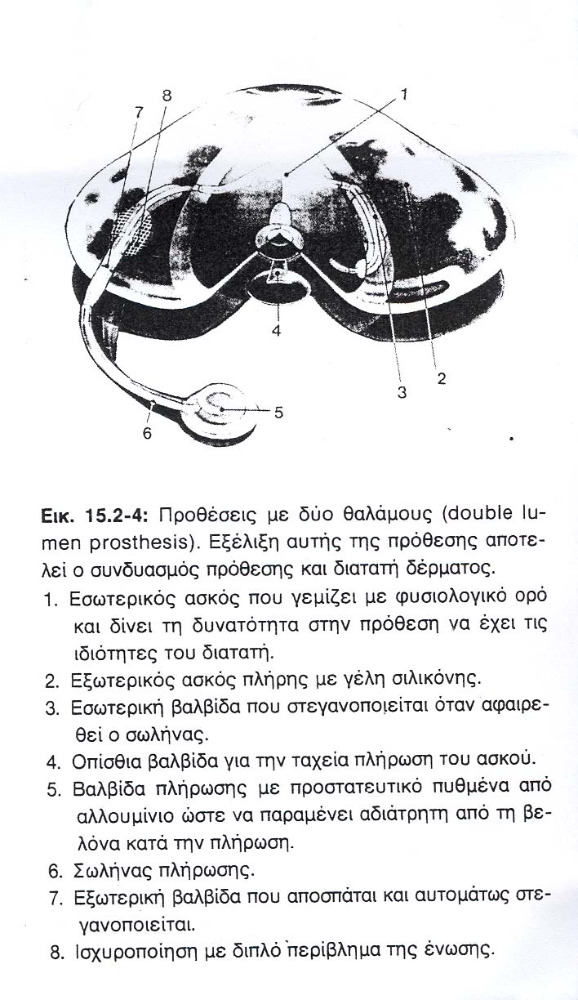 8
1
7
4
2
3
5
6
Εικ. 15.2-4: Προθέσεις με δύο θαλάμους (double lu-
men prosthesis). Εξέλιξη αυτής της πρόθεσης αποτε-
λεί ο συνδυασμός πρόθεσης και διατατή δέρματος.
1. Εσωτερικός ασκός που γεμίζει με φυσιολογικό ορό
και δίνει τη δυνατότητα στην πρόθεση να έχει τις
ιδιότητες του διατατή.
2. Εξωτερικός ασκός πλήρης με γέλη σιλικόνης.
3. Εσωτερική βαλβίδα που στεγανοποιείται όταν αφαιρε-
θεί ο σωλήνας.
4. Οπίσθια βαλβίδα για την ταχεία πλήρωση του ασκού.
5. Βαλβίδα πλήρωσης με προστατευτικό πυθμένα από
αλλουμίνιο ώστε να παραμένει αδιάτρητη από τη βε-
λόνα κατά την πλήρωση.
6. Σωλήνας πλήρωσης.
7. Εξωτερική βαλβίδα που αποσπάται και αυτομάτως στε-
γανοποιείται.
8. Ισχυροποίηση με διπλό περίβλημα της ένωσης.